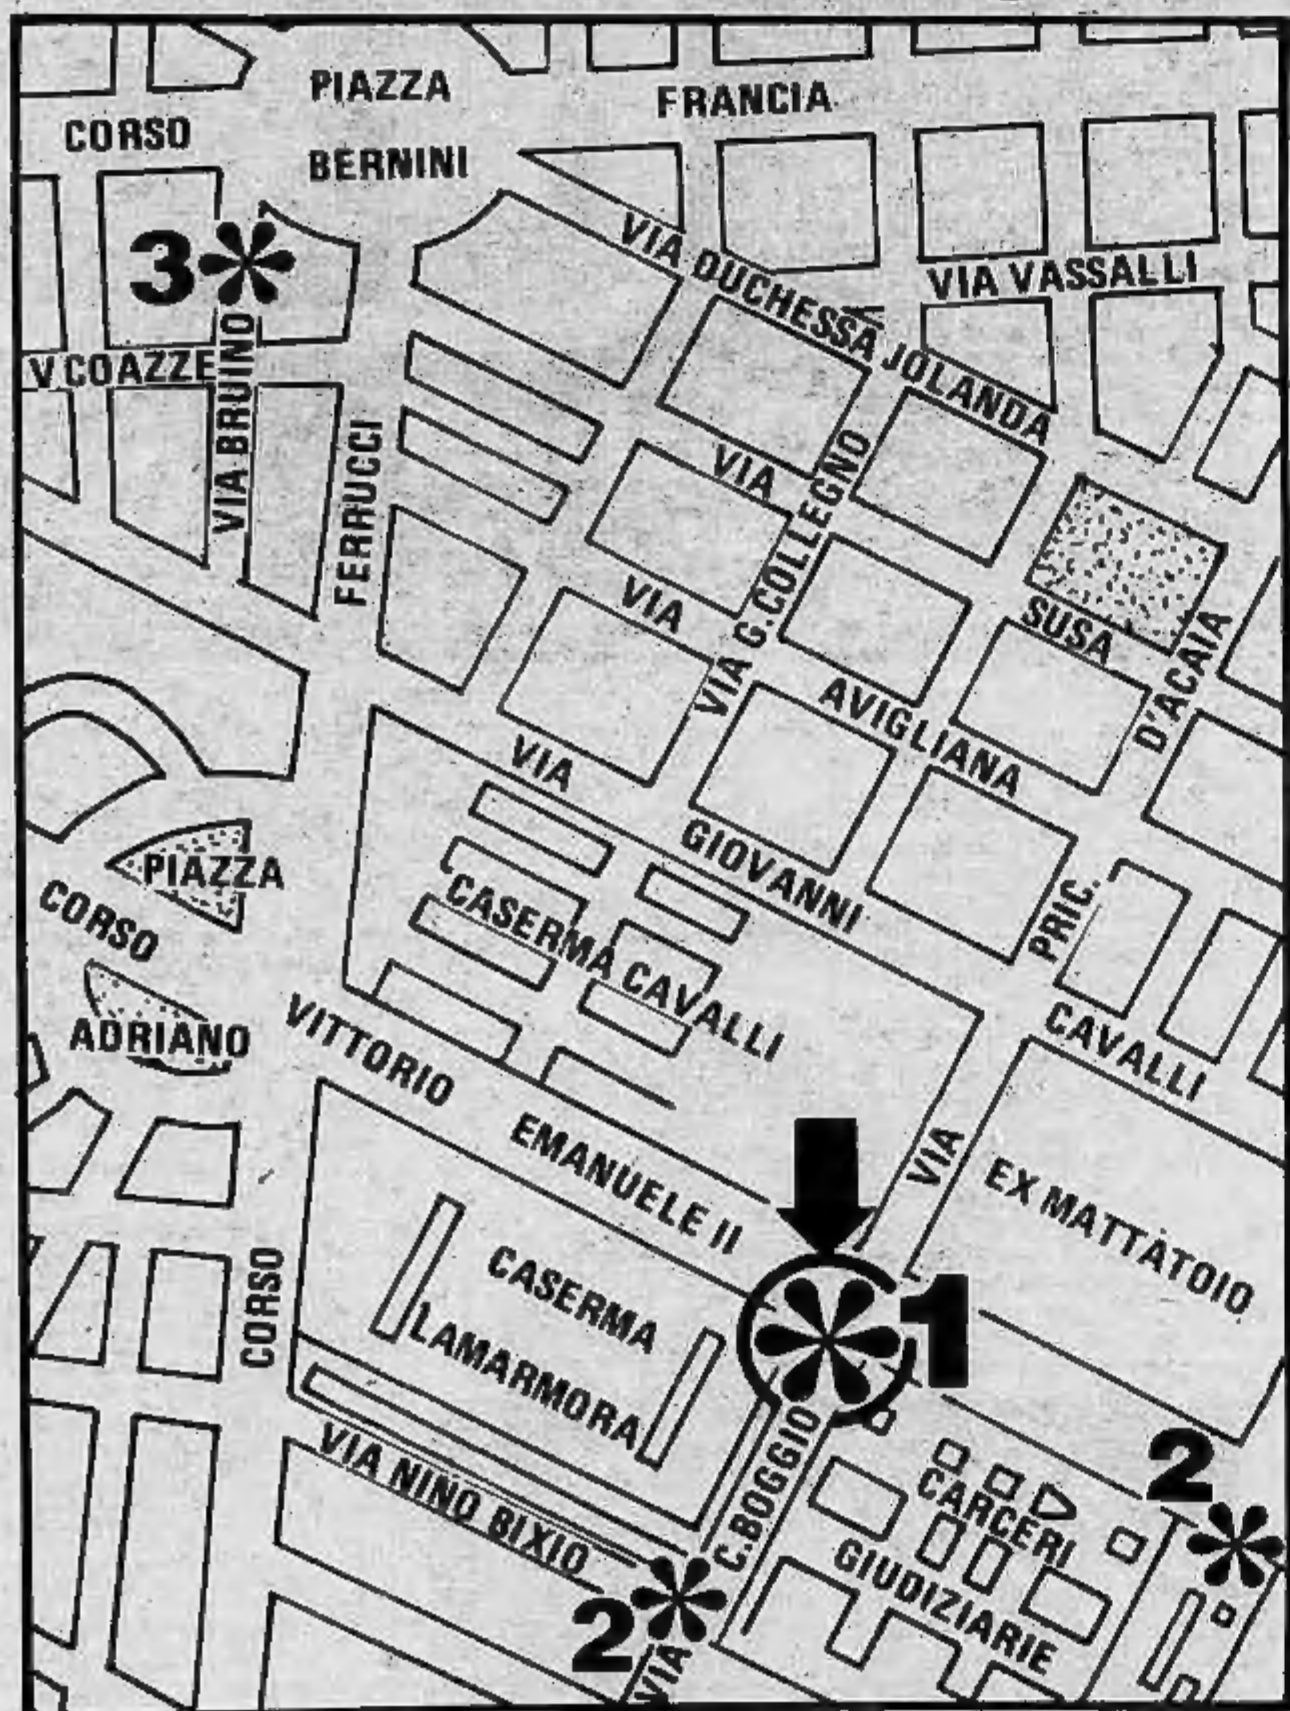 PIAZZA
BERNINI
FRANCIA
CORSO
3
VIA DUCHESSA JOLANDA
VIA VASSALLI
V COAZZE
VIA BRUINO
FERRUCCI
VIA
SUSA
VIA G.COLLEGNO
VIA
AVIGLIANA
D'ACAIA
VIA
GIOVANNI
PRIC.
CAVALLI
PIAZZA
ADRIANO
CORSO
VITTORIO
EMANUELE II
CASERMA CAVALLI
VIA
EX MATTATOIO
1
CASERMA
LAMARMORA
CORSO
VIA NINO BIXIO
C.BOGGIO
VIA
2
CARCERI
GIUDIZIARIE
2